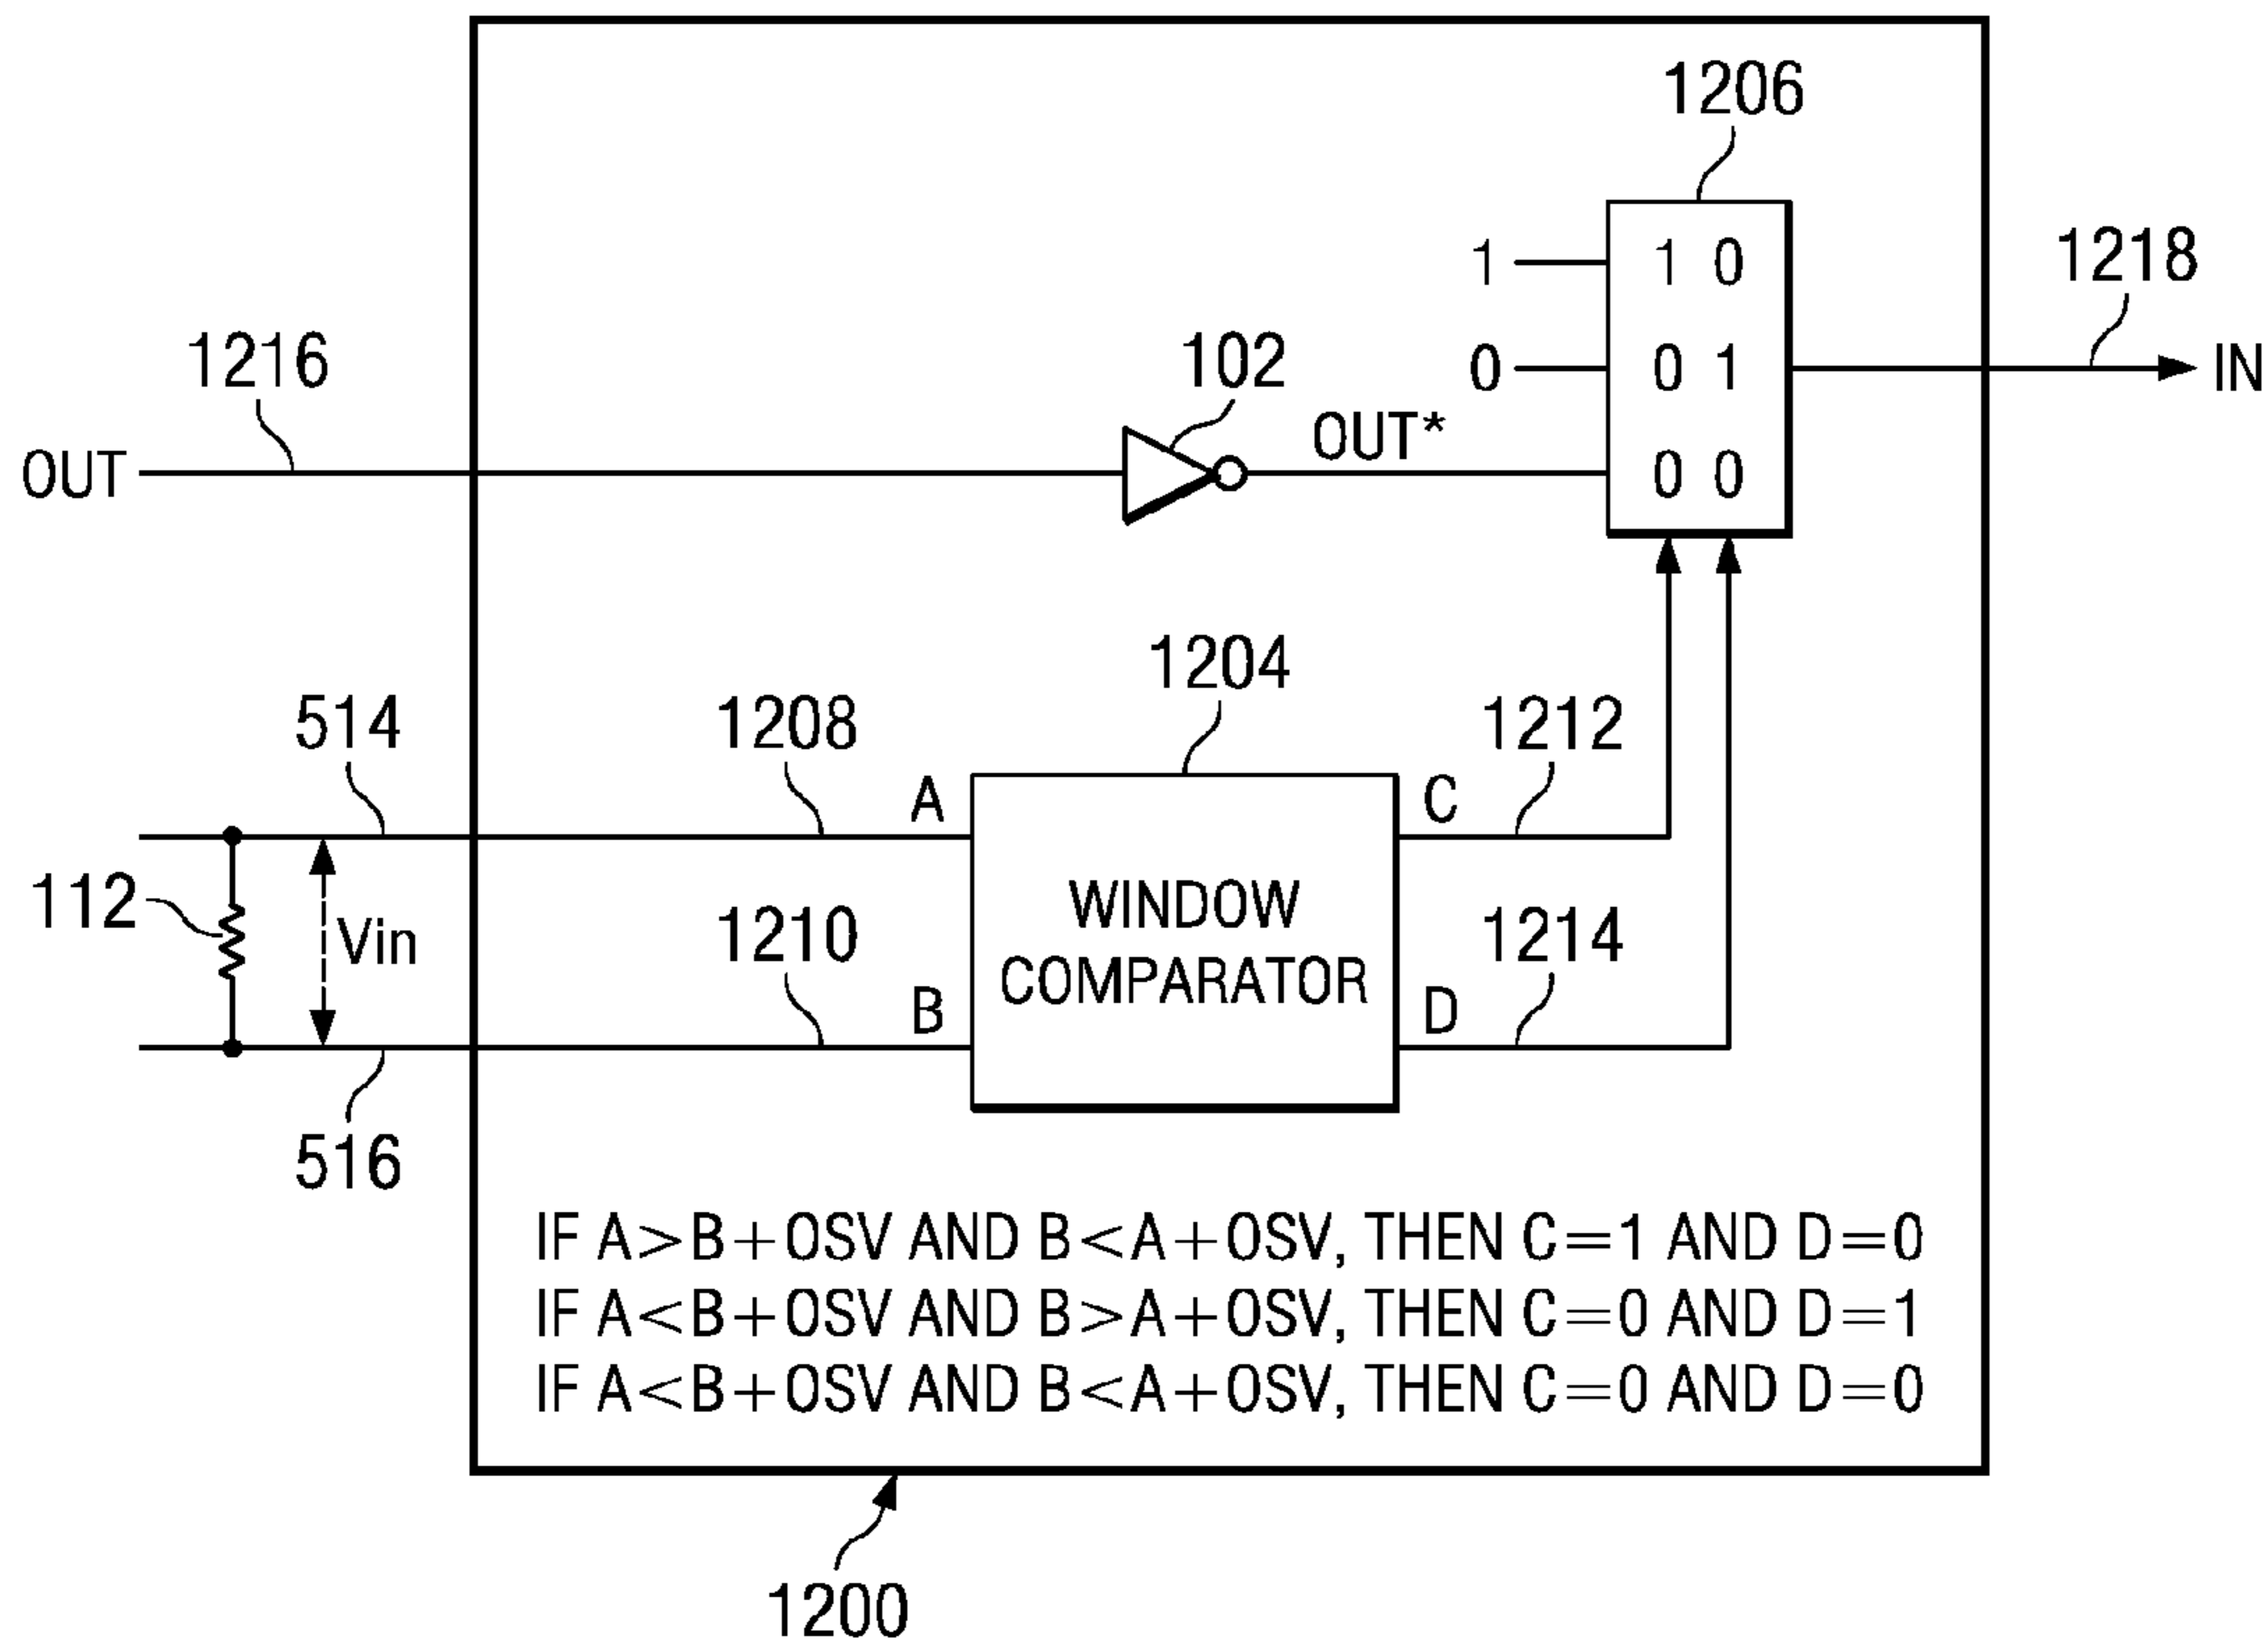 1206
1 1 0
1218
0 0 1
IN
1216
102
OUT*
OUT
0 0
1204
514
1208
1212
A
C
112
Vin
1210
WINDOW
COMPARATOR
1214
B
D
516
IF A>B+OSV AND B<A+OSV, THEN C=1 AND D=0
IF A<B+OSV AND B>A+OSV, THEN C=0 AND D=1
IF A<B+OSV AND B<A+OSV, THEN C=0 AND D=0
1200